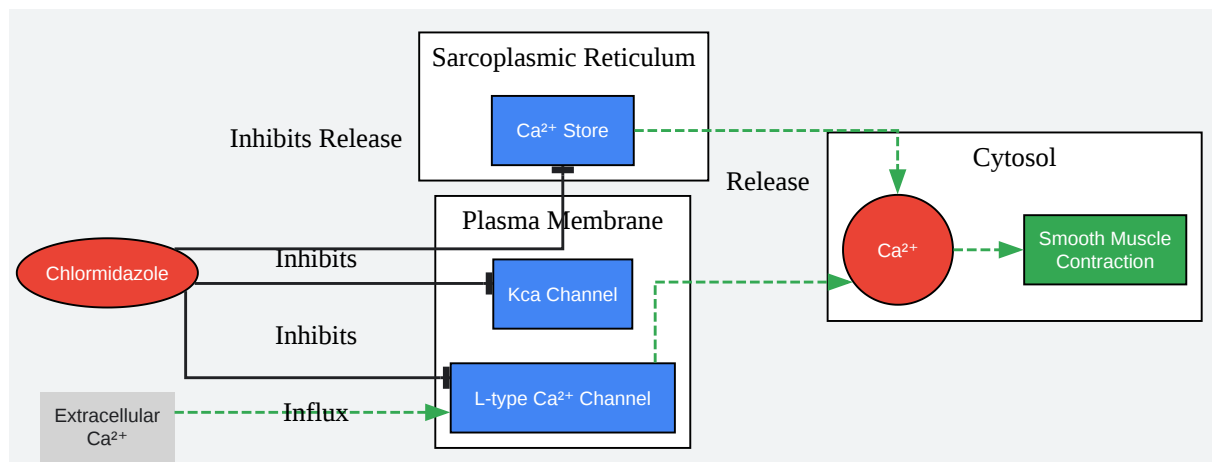 Sarcoplasmic Reticulum
Ca²⁺ Store
Inhibits Release
Cytosol
Release
Plasma Membrane
Smooth Muscle
Contraction
Ca²⁺
Inhibits
Chlormidazole
Kca Channel
Inhibits
L-type Ca²⁺ Channel
Influx
Extracellular
Ca²⁺